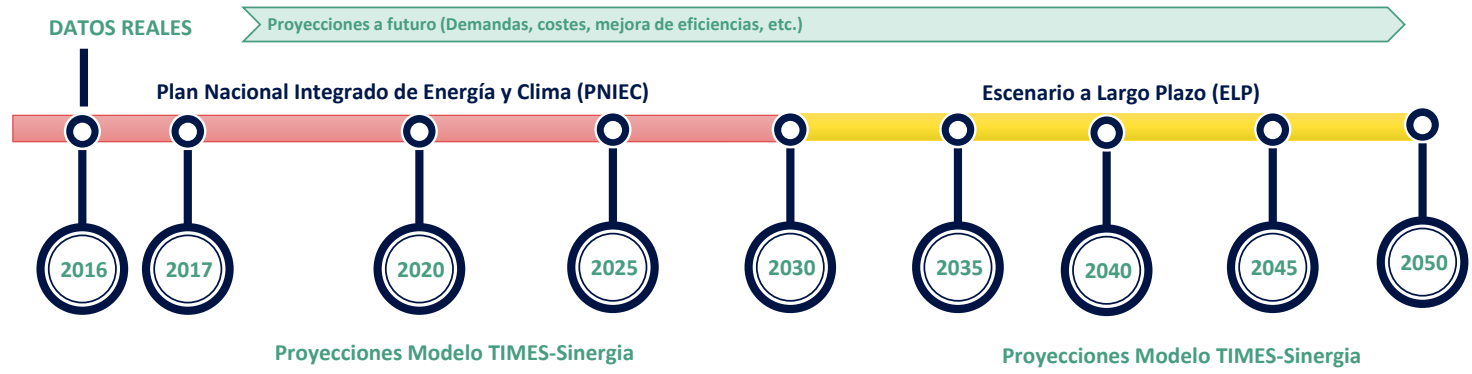 DATOS REALES
Proyecciones a futuro (Demandas, costes, mejora de eficiencias, etc.)
Plan Nacional Integrado de Energía y Clima (PNIEC)
Escenario a Largo Plazo (ELP)
2016
2017
2020
2025
2030
2035
2040
2045
2050
Proyecciones Modelo TIMES-Sinergia
Proyecciones Modelo TIMES-Sinergia